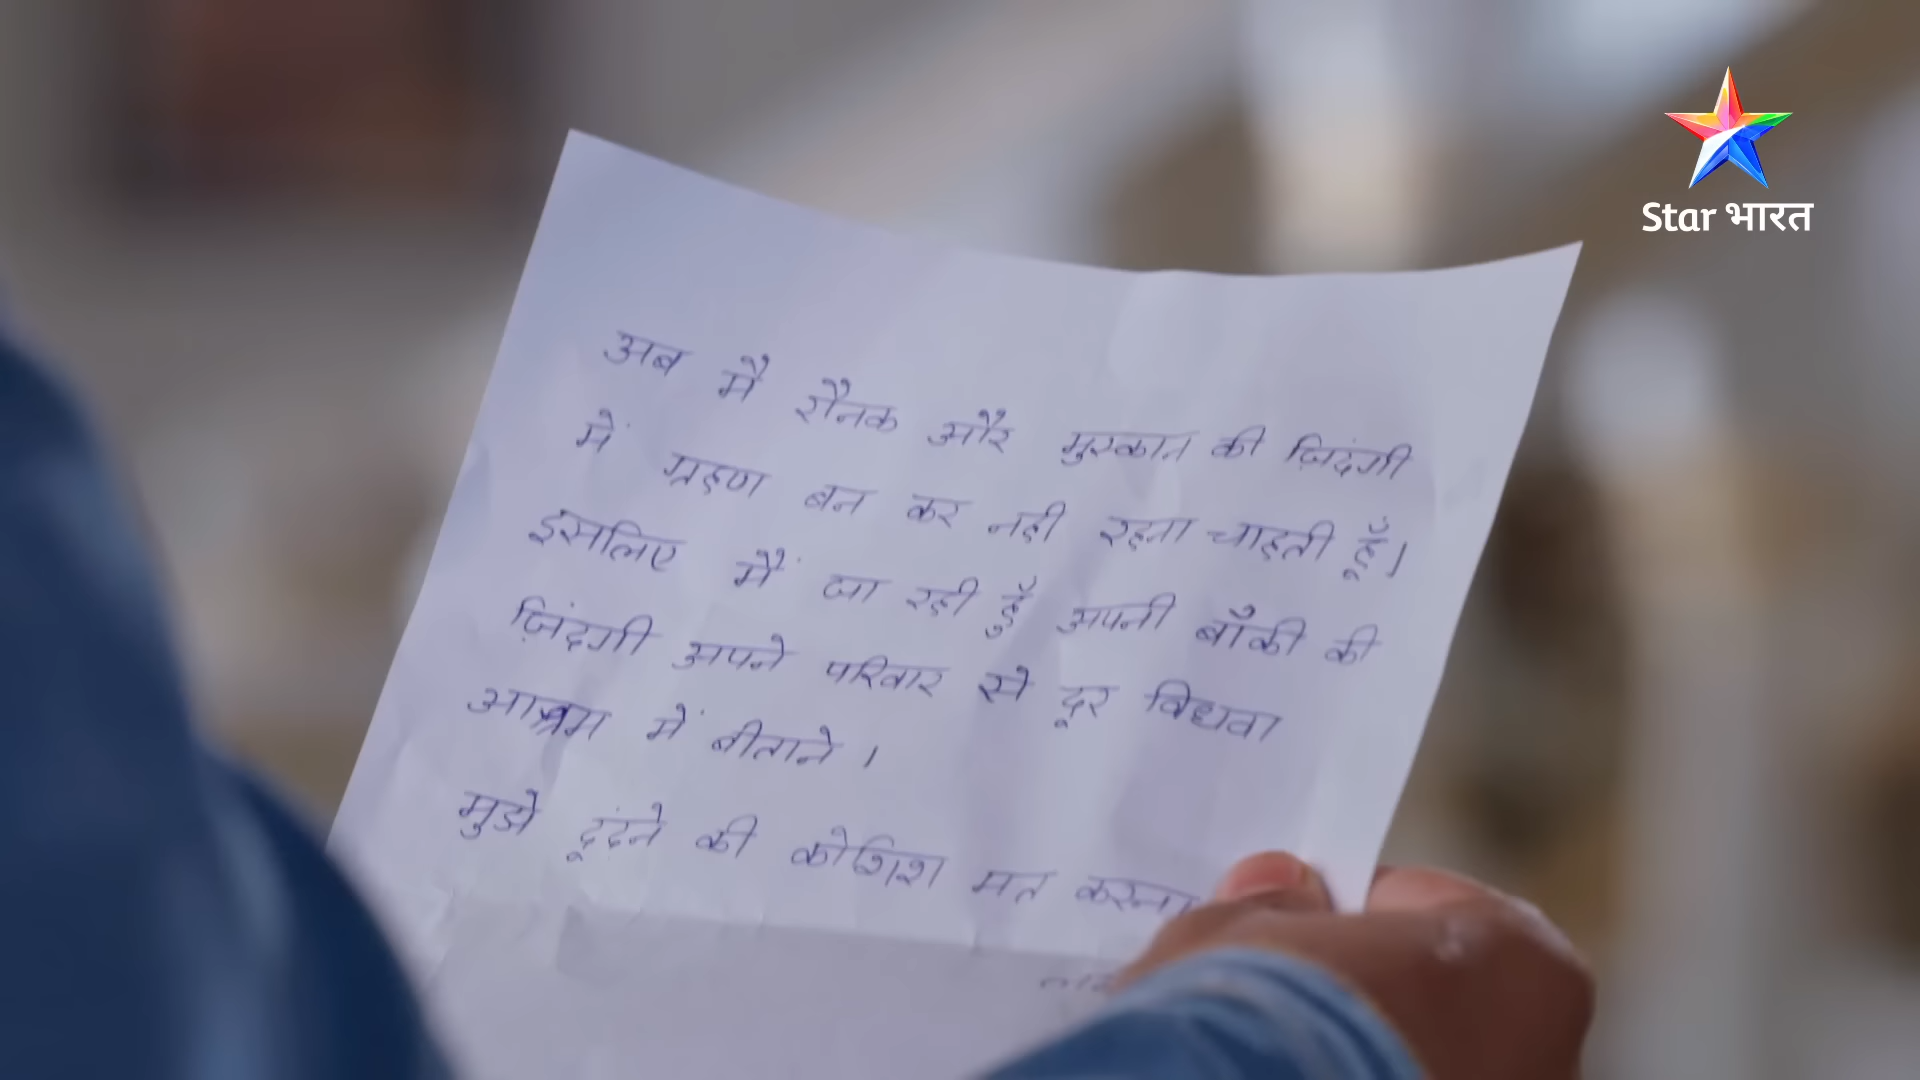 Star भारत
अब मै रौनक और मुस्कान की ज़िंदगी
में ग्रहण बन कर नही रहना चाहती हूँ।
इसलिए मैं जा रही हुँ अपनी बाँकी की
ज़िंदगी अपने परिवार से दूर विधवा
आश्रम में बीताने ।
मुझे ढूंढने की कोशिश मत करना